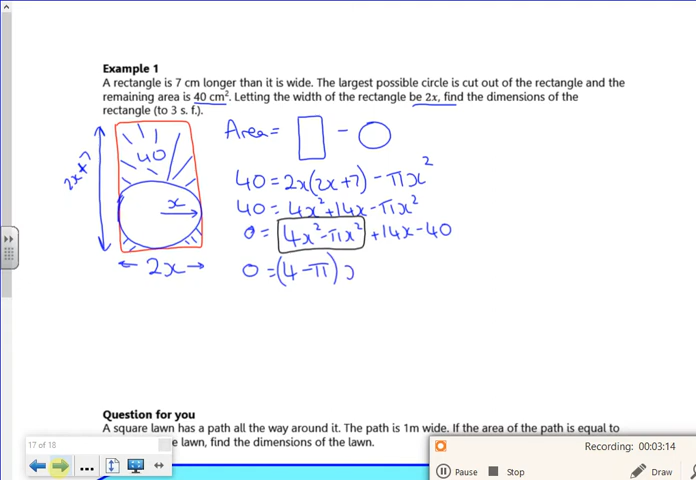 Example 1
A rectangle is 7 cm longer than it is wide. The largest possible circle is cut out of the rectangle and the
remaining area is 40 cm². Letting the width of the rectangle be 2x, find the dimensions of the
rectangle (to 3 s. f.).
Area = −
40
2x+7
x
2x
40 = 2x(2x+7) − πx²
40 = 4x² + 14x − πx²
0 = 4x² − πx² + 14x − 40
0 = (4 − π)
Question for you
A square lawn has a path all the way around it. The path is 1m wide. If the area of the path is equal to
e lawn, find the dimensions of the lawn.
17 of 18
Recording: 00:03:14
Pause
Stop
Draw